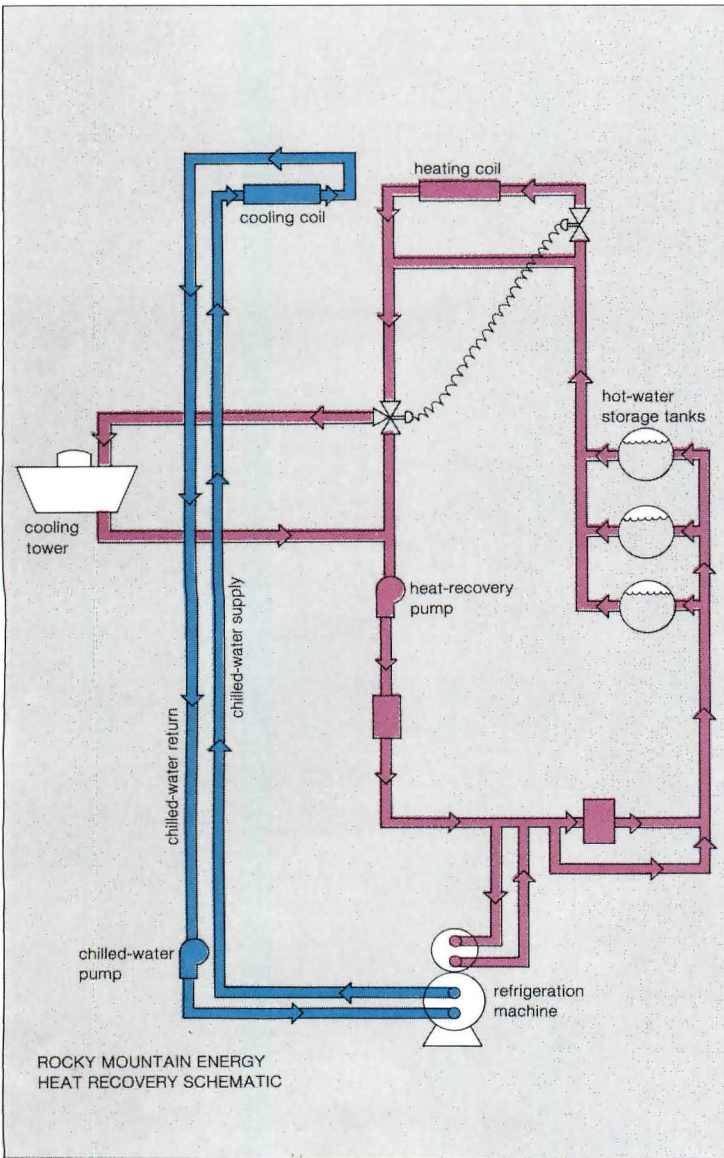 heating coil
cooling coil
hot-water
storage tanks
cooling
tower
heat-recovery
pump
chilled-water supply
chilled-water return
chilled-water
pump
refrigeration
machine
ROCKY MOUNTAIN ENERGY
HEAT RECOVERY SCHEMATIC